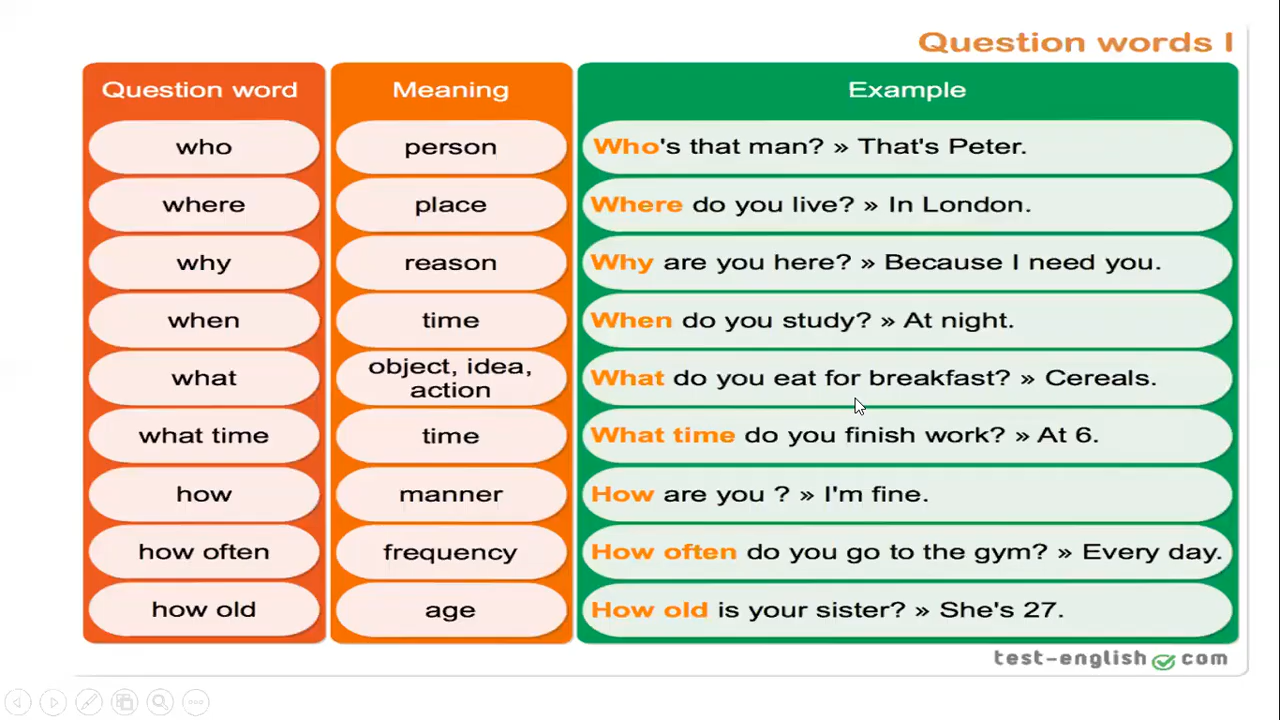 Question words I
Question word Meaning Example
who person Who's that man? » That's Peter.
where place Where do you live? » In London.
why reason Why are you here? » Because I need you.
when time When do you study? » At night.
what object, idea, action What do you eat for breakfast? » Cereals.
what time time What time do you finish work? » At 6.
how manner How are you ? » I'm fine.
how often frequency How often do you go to the gym? » Every day.
how old age How old is your sister? » She's 27.
test-english com